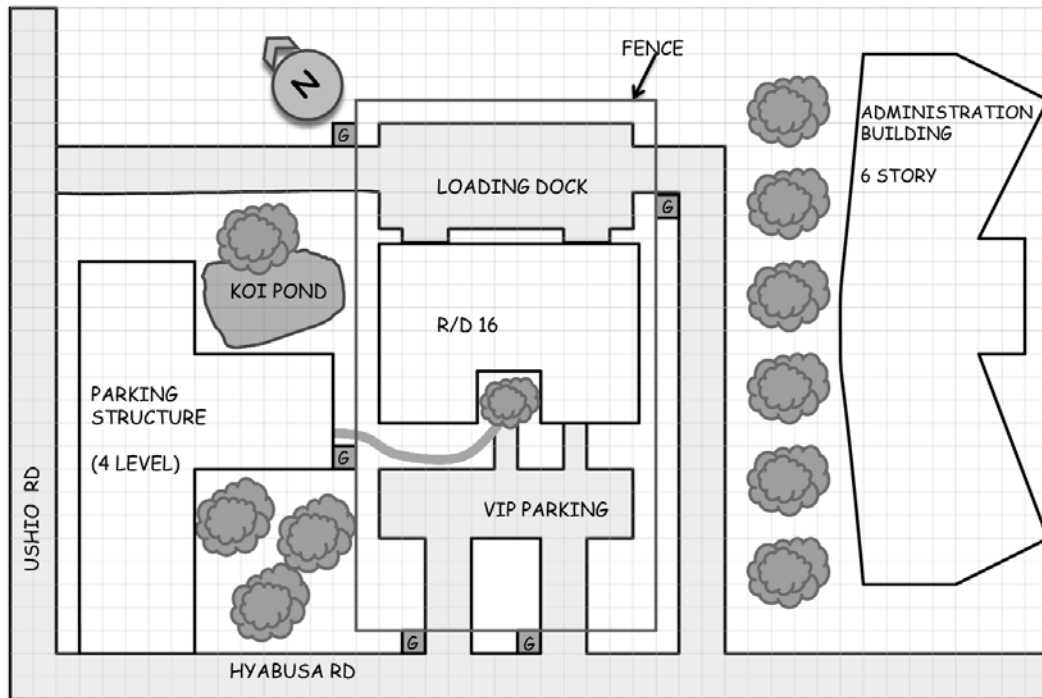 N
FENCE
G
LOADING DOCK
ADMINISTRATION
BUILDING
6 STORY
G
KOI POND
R/D 16
PARKING
STRUCTURE
(4 LEVEL)
G
VIP PARKING
USHIO RD
G
G
HYABUSA RD